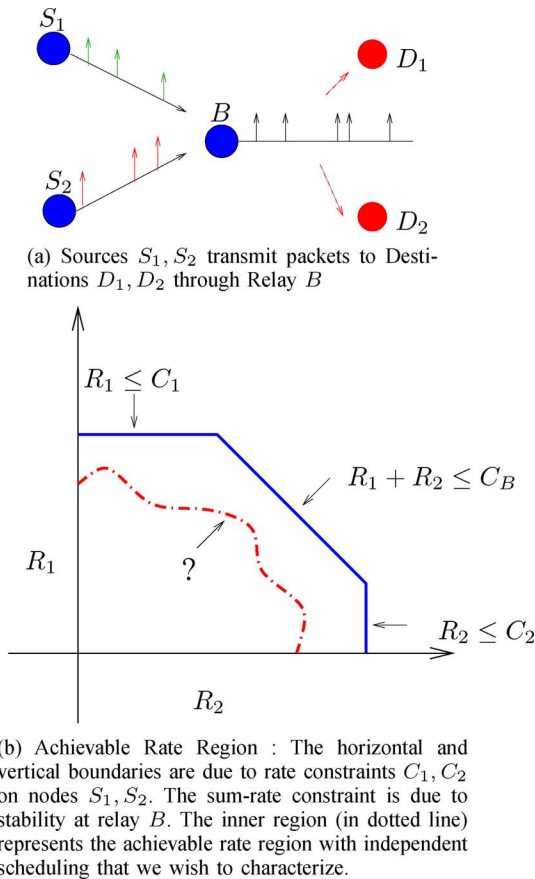 S₁
D₁
B
S₂
D₂
(a) Sources S₁, S₂ transmit packets to Desti-
nations D₁, D₂ through Relay B
R₁ ≤ C₁
R₁ + R₂ ≤ C_B
?
R₁
R₂ ≤ C₂
R₂
(b) Achievable Rate Region : The horizontal and
vertical boundaries are due to rate constraints C₁, C₂
on nodes S₁, S₂. The sum-rate constraint is due to
stability at relay B. The inner region (in dotted line)
represents the achievable rate region with independent
scheduling that we wish to characterize.